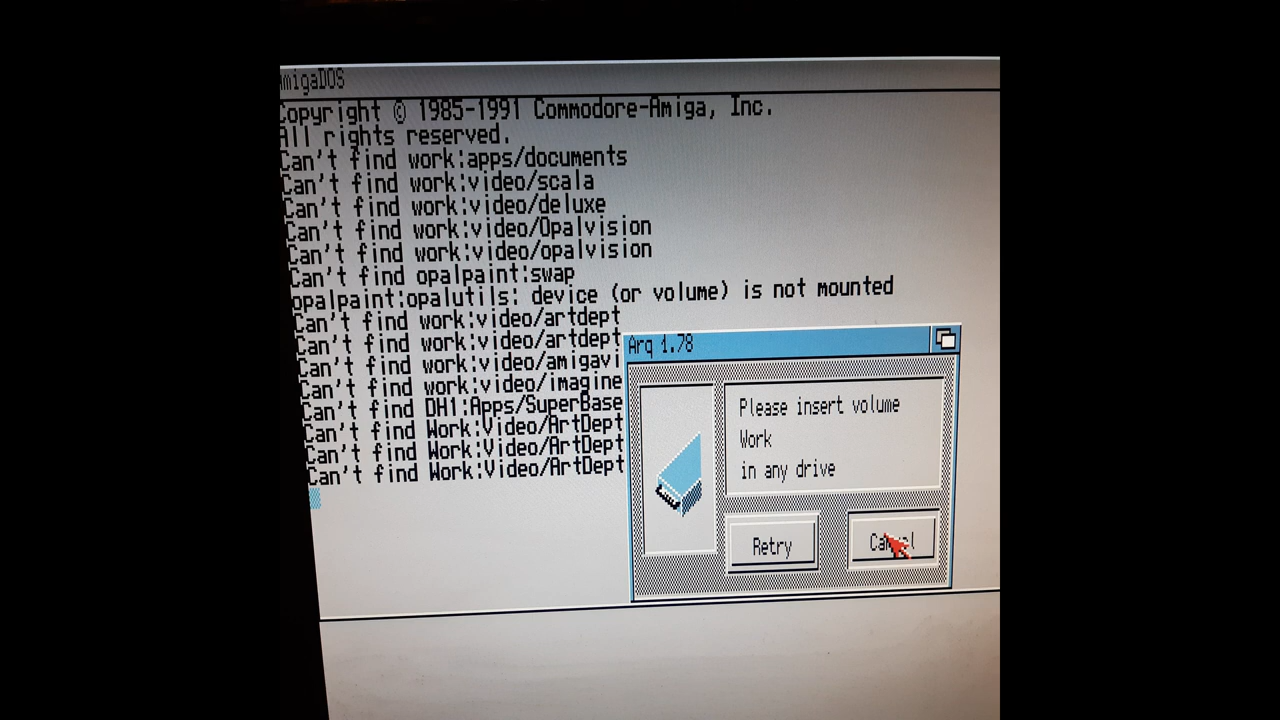 amigaDOS
Copyright © 1985-1991 Commodore-Amiga, Inc.
All rights reserved.
Can't find work:apps/documents
Can't find work:video/scala
Can't find work:video/deluxe
Can't find work:video/Opalvision
Can't find work:video/opalvision
Can't find opalpaint:swap
opalpaint:opalutils: device (or volume) is not mounted
Can't find work:video/artdept
Can't find work:video/artdept
Can't find work:video/amigavi
Can't find work:video/imagine
Can't find DH1:Apps/SuperBase
Can't find Work:Video/ArtDept
Can't find Work:Video/ArtDept
Can't find Work:Video/ArtDept
Arq 1.78
Please insert volume
Work
in any drive
Retry
Cancel